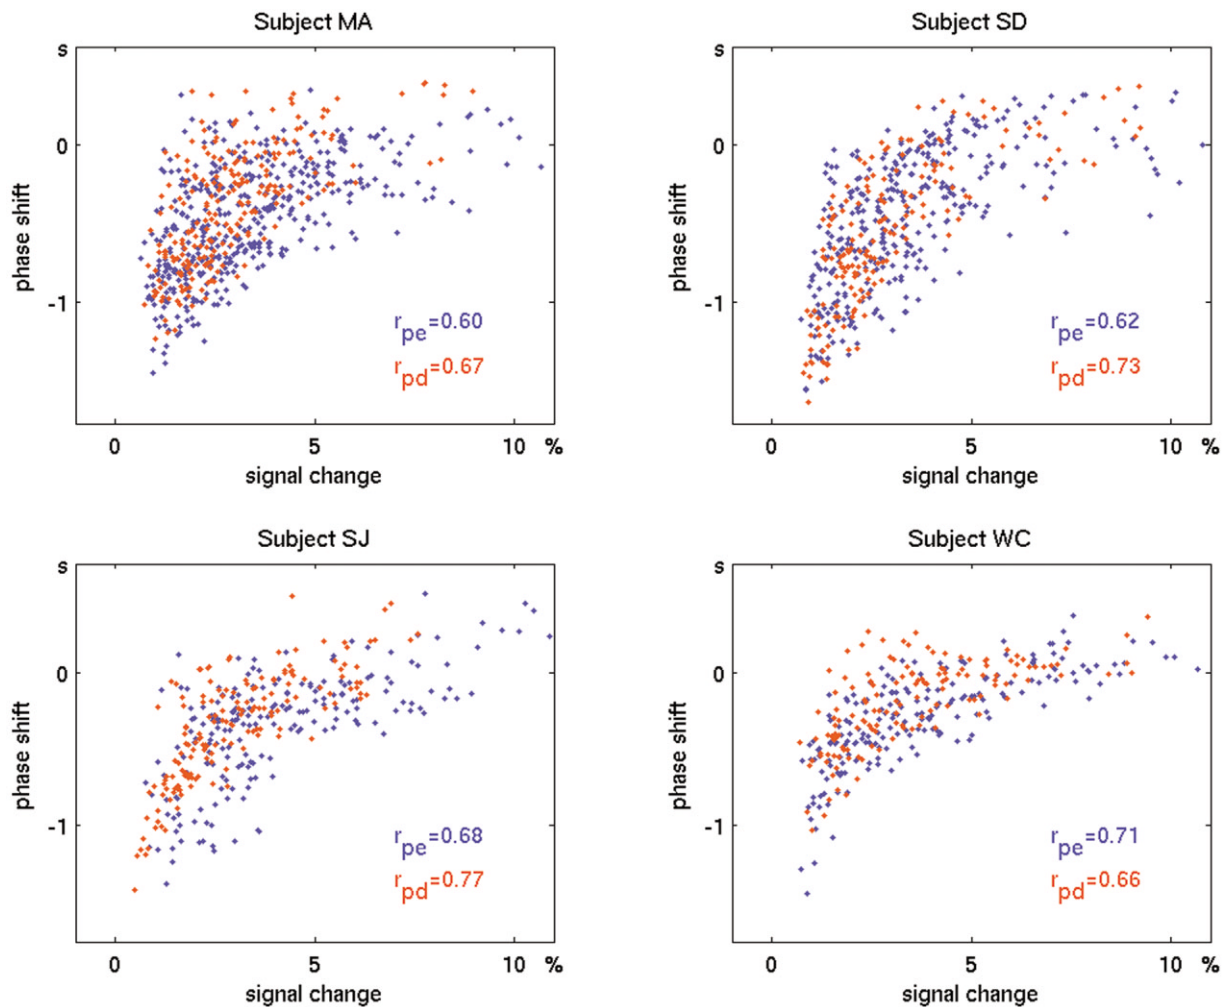 Subject MA
s
0
-1
phase shift
r_pe=0.60
r_pd=0.67
0 5 10 %
signal change
Subject SD
s
0
-1
phase shift
r_pe=0.62
r_pd=0.73
0 5 10 %
signal change
Subject SJ
s
0
-1
phase shift
r_pe=0.68
r_pd=0.77
0 5 10 %
signal change
Subject WC
s
0
-1
phase shift
r_pe=0.71
r_pd=0.66
0 5 10 %
signal change